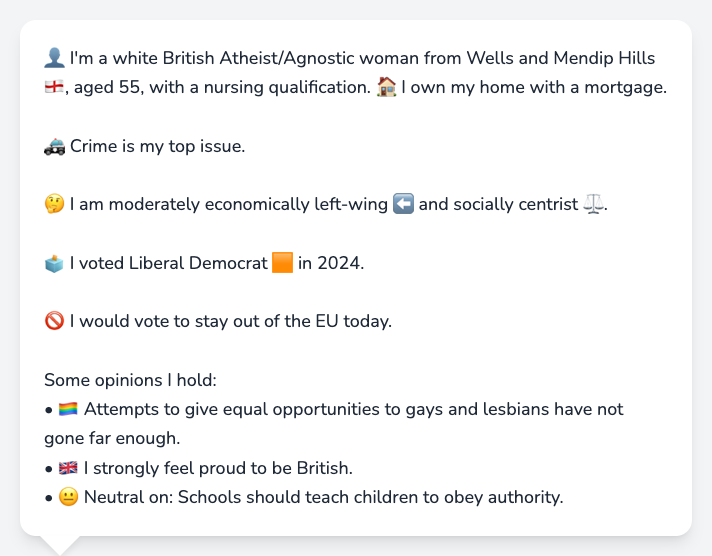 👤 I'm a white British Atheist/Agnostic woman from Wells and Mendip Hills
🏴󠁧󠁢󠁥󠁮󠁧󠁿, aged 55, with a nursing qualification. 🏠 I own my home with a mortgage.
🚓 Crime is my top issue.
🤔 I am moderately economically left-wing ⬅️ and socially centrist ⚖️.
🗳️ I voted Liberal Democrat 🟧 in 2024.
🚫 I would vote to stay out of the EU today.
Some opinions I hold:
• 🏳️‍🌈 Attempts to give equal opportunities to gays and lesbians have not
gone far enough.
• 🇬🇧 I strongly feel proud to be British.
• 😐 Neutral on: Schools should teach children to obey authority.